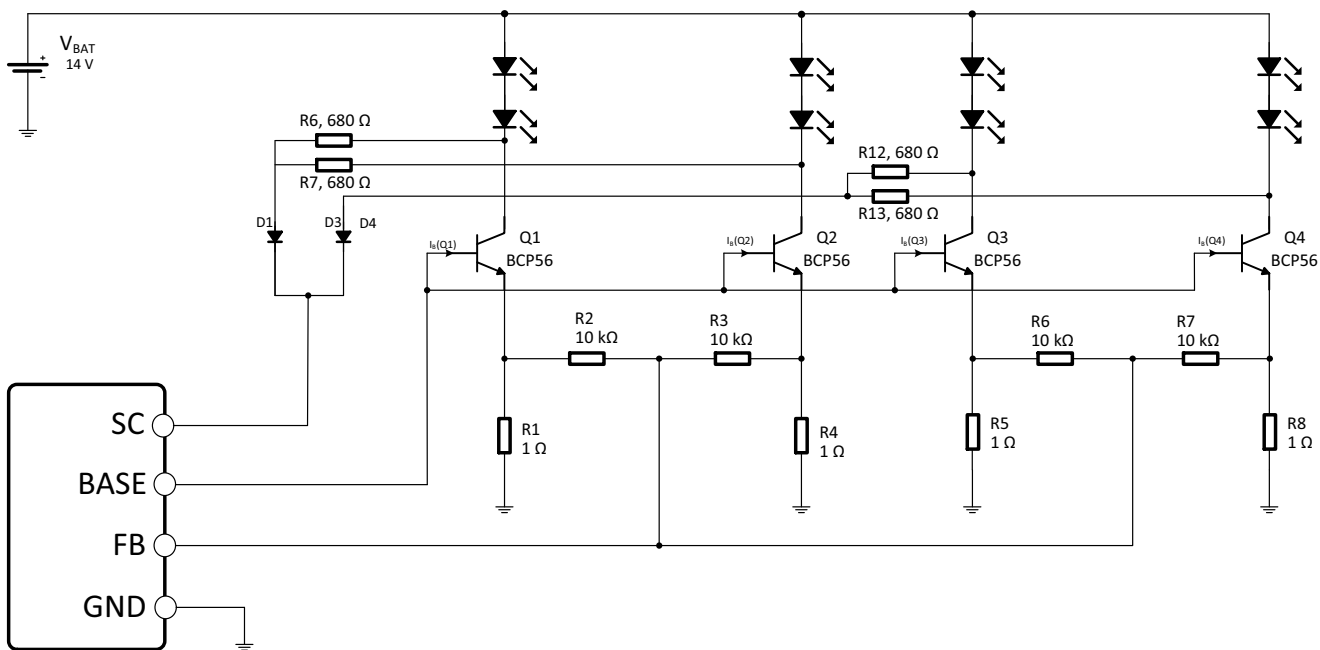 V_BAT
14 V
+
−
R6, 680 Ω
R7, 680 Ω
R12, 680 Ω
R13, 680 Ω
D1
D3
D4
I_B(Q1)
Q1
BCP56
I_B(Q2)
Q2
BCP56
I_B(Q3)
Q3
BCP56
I_B(Q4)
Q4
BCP56
R2
10 kΩ
R3
10 kΩ
R6
10 kΩ
R7
10 kΩ
R1
1 Ω
R4
1 Ω
R5
1 Ω
R8
1 Ω
SC
BASE
FB
GND